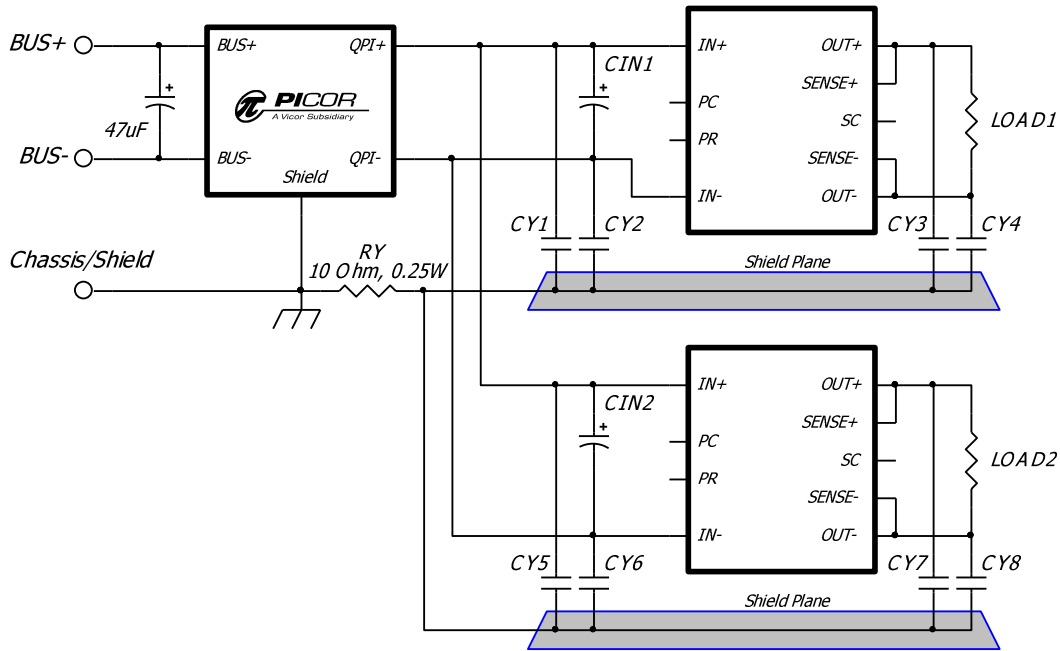 BUS+
BUS-
47uF
BUS+
QPI+
π PICOR
A Vicor Subsidiary
BUS-
QPI-
Shield
Chassis/Shield
RY
10 Ohm, 0.25W
CIN1
CY1
CY2
IN+
OUT+
SENSE+
PC
SC
PR
SENSE-
IN-
OUT-
LOAD1
CY3
CY4
Shield Plane
CIN2
CY5
CY6
IN+
OUT+
SENSE+
PC
SC
PR
SENSE-
IN-
OUT-
LOAD2
CY7
CY8
Shield Plane